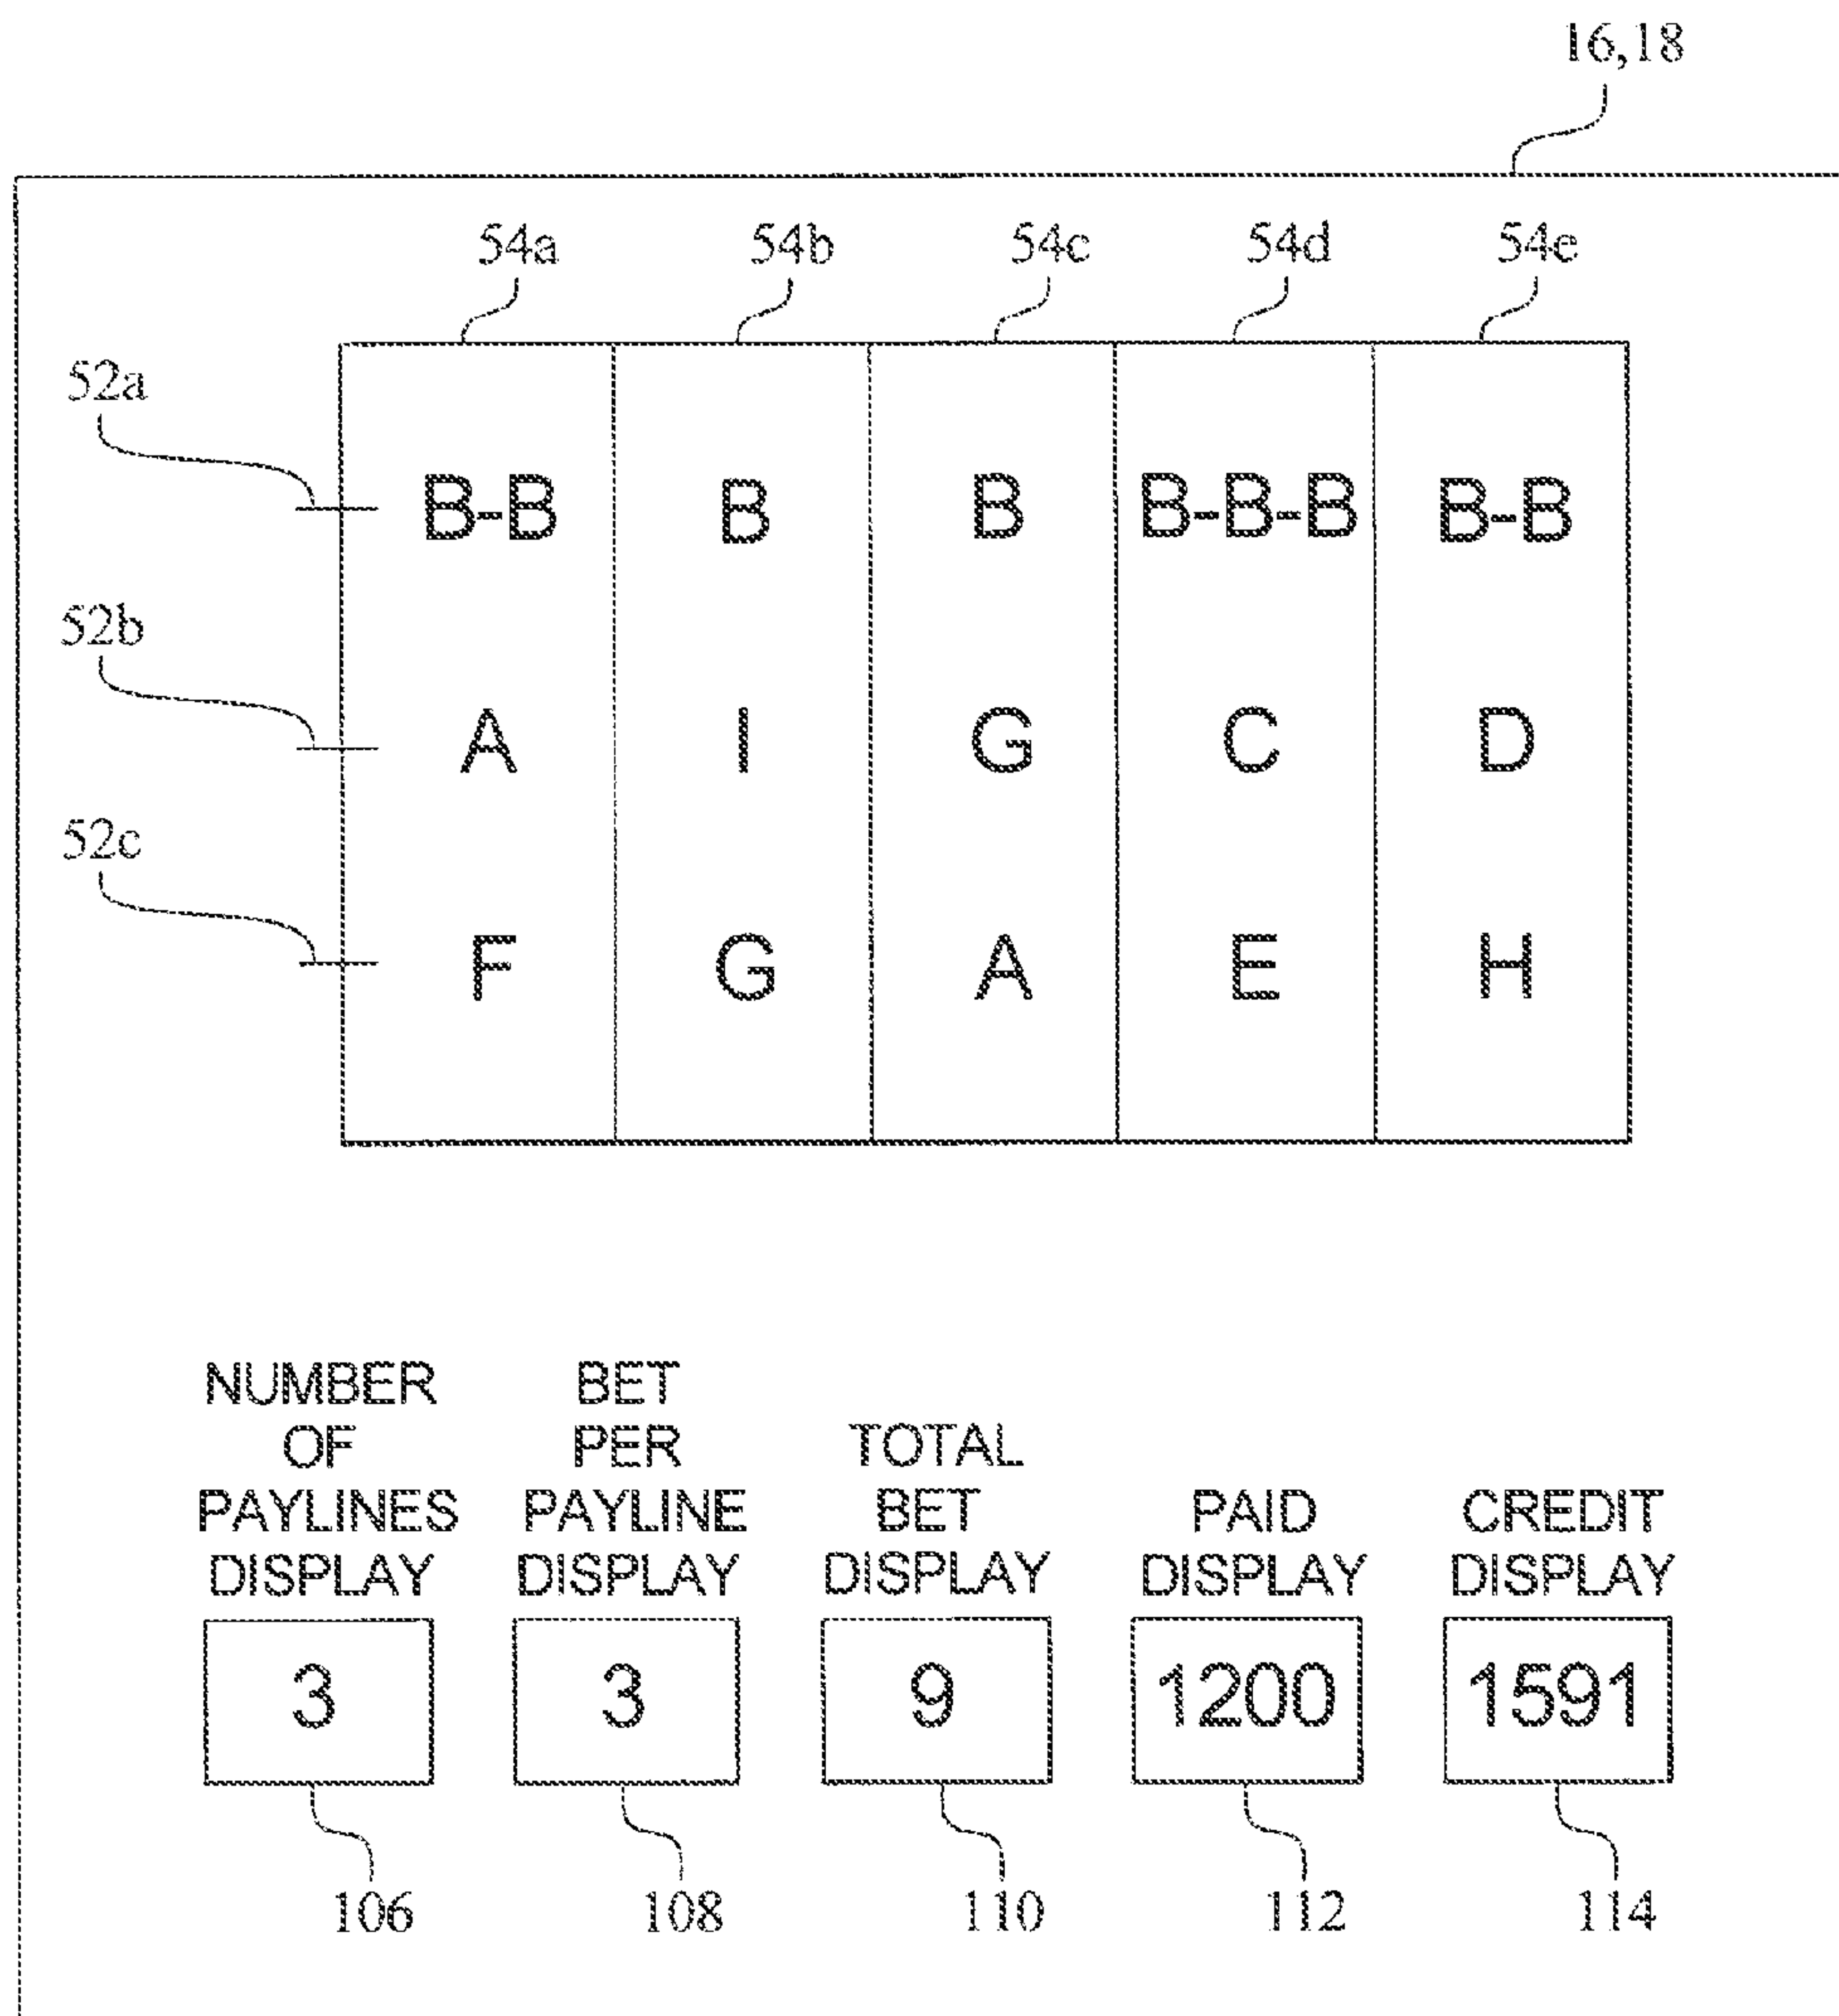 16,18
54a 54b 54c 54d 54e
52a
B-B B B B-B-B B-B
52b
A I G C D
52c
F G A E H
NUMBER OF PAYLINES DISPLAY
BET PER PAYLINE DISPLAY
TOTAL BET DISPLAY
PAID DISPLAY
CREDIT DISPLAY
3 3 9 1200 1591
106 108 110 112 114